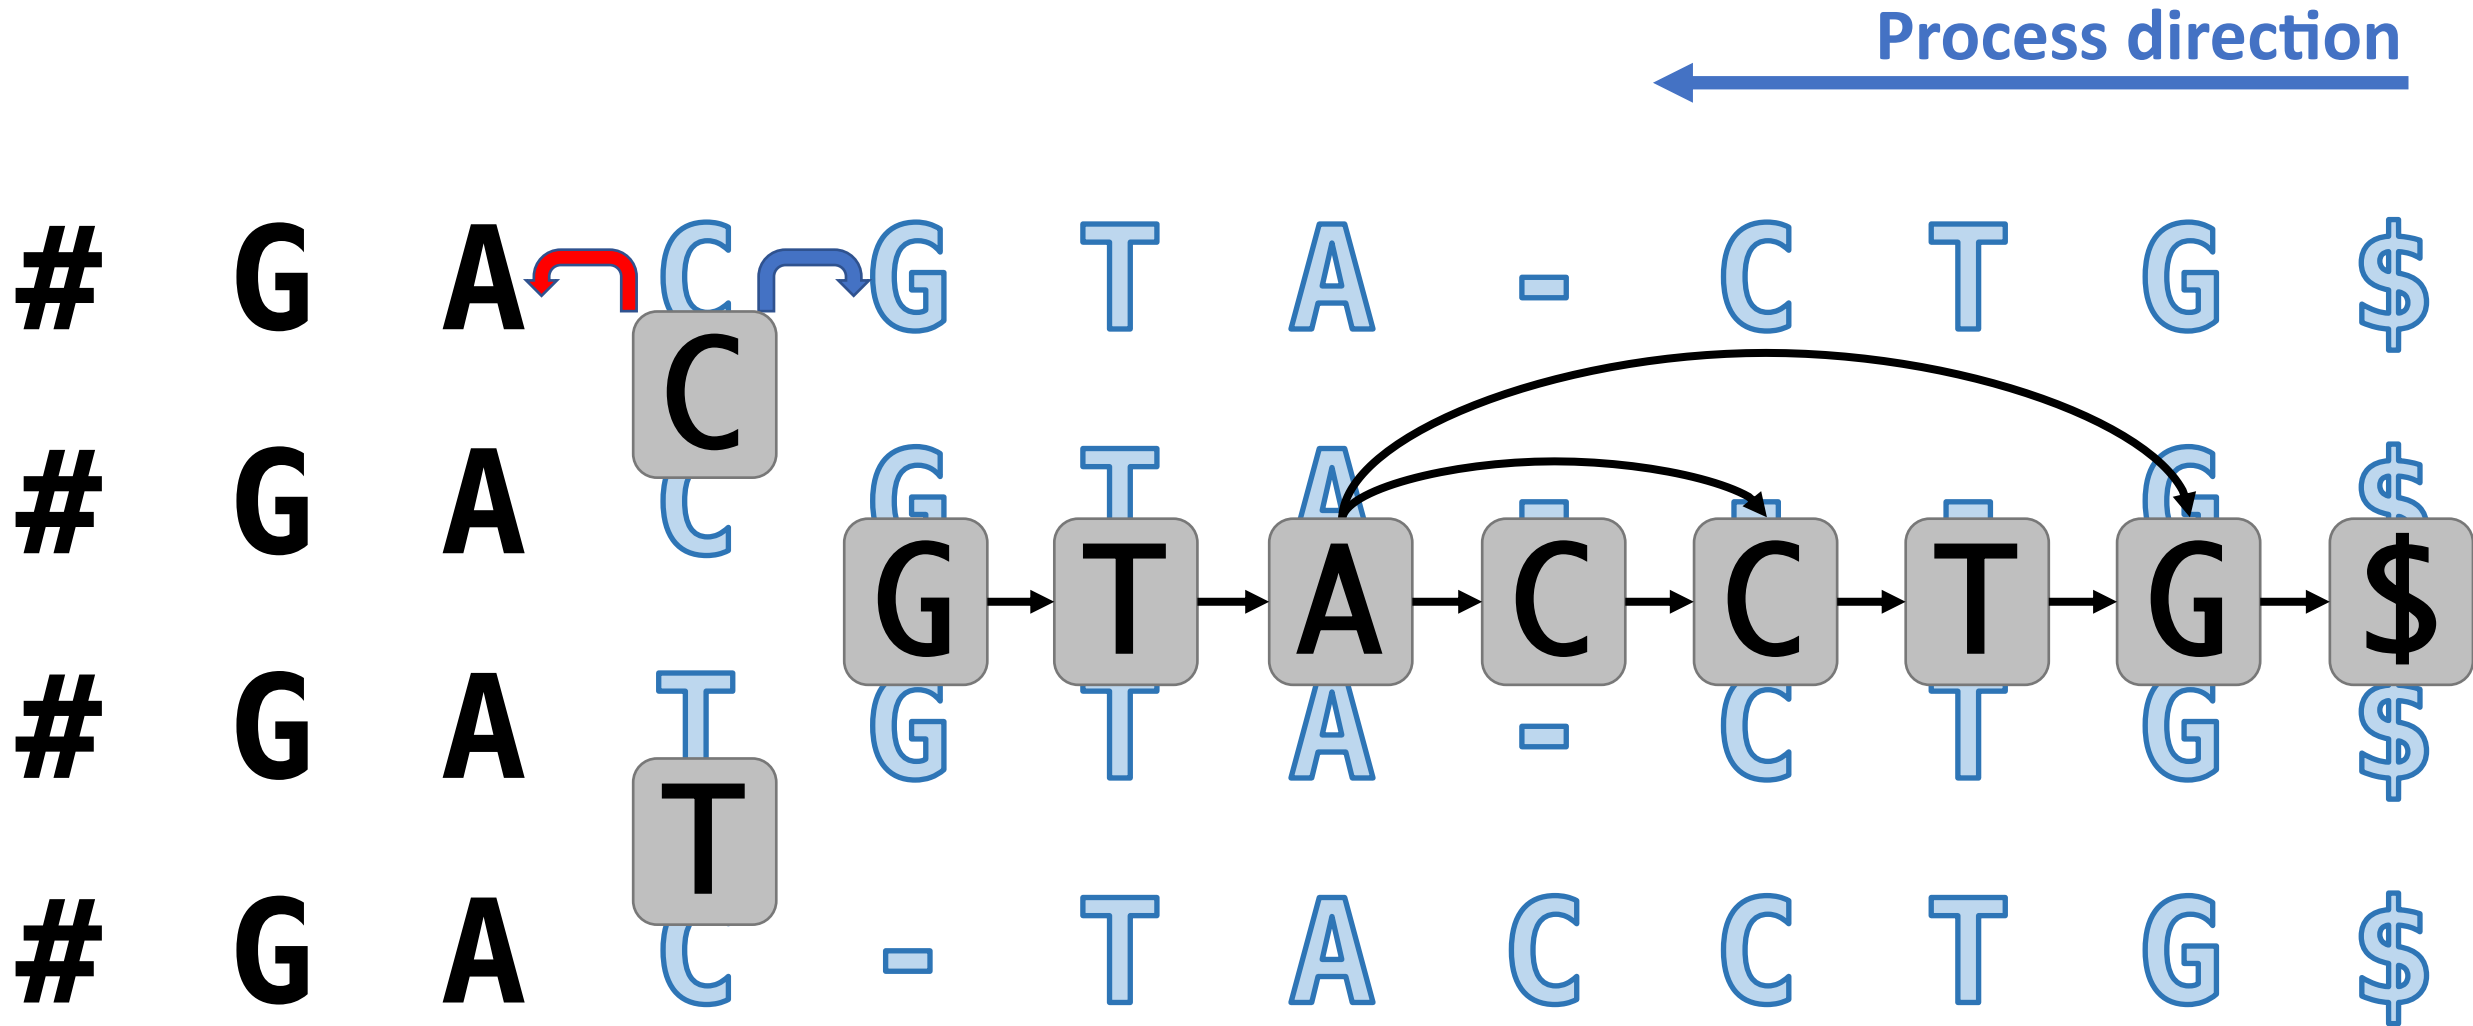 Process direction
# G A C G T A - C T G $
C
# G A C G T A - - - G $
G T A C C T G $
# G A T G T A - C T G $
T
# G A C - T A C C T G $